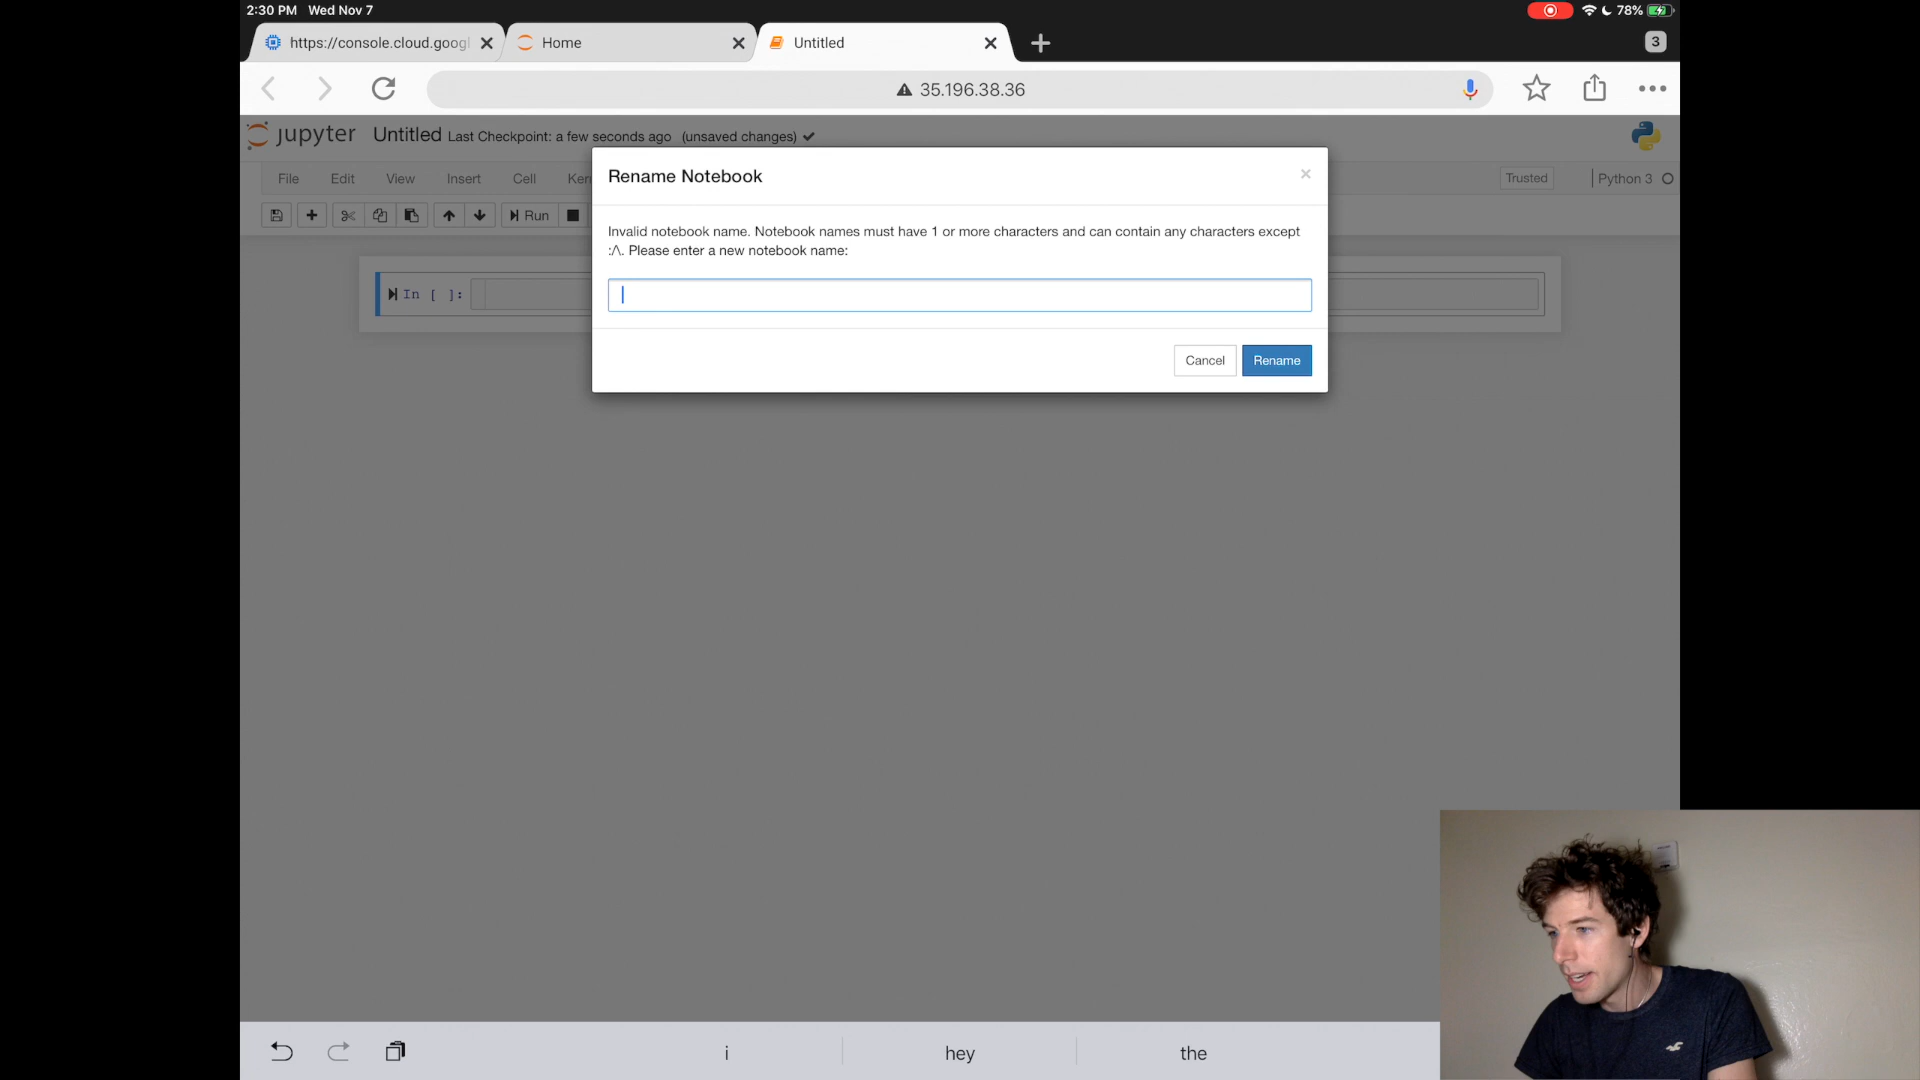 2:30 PM Wed Nov 7
78%
https://console.cloud.googl
Home
Untitled
3
35.196.38.36
jupyter Untitled Last Checkpoint: a few seconds ago (unsaved changes)
Rename Notebook
×
File Edit View Insert Cell Ker
Trusted
Python 3
Run
Invalid notebook name. Notebook names must have 1 or more characters and can contain any characters except
:/\. Please enter a new notebook name:
In [ ]:
Cancel
Rename
i hey the